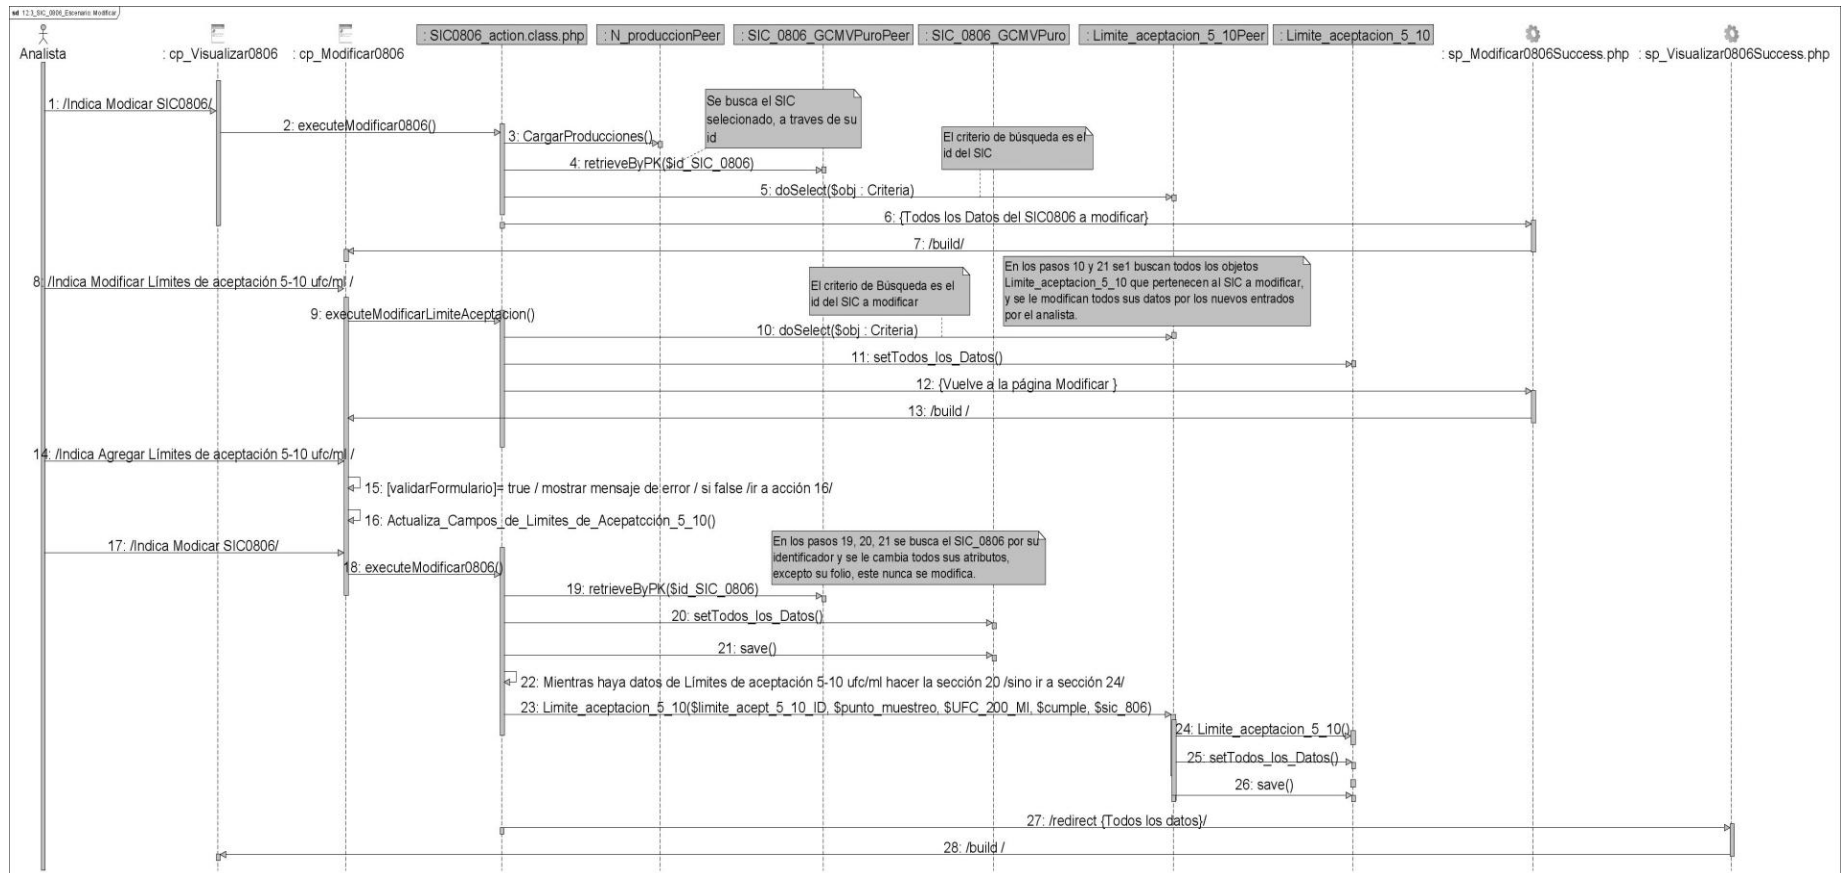 sd 12.3_SIC_0806_Escenario Modificar
Analista
: cp_Visualizar0806
: cp_Modificar0806
: SIC0806_action.class.php
: N_produccionPeer
: SIC_0806_GCMVPuroPeer
: SIC_0806_GCMVPuro
: Limite_aceptacion_5_10Peer
: Limite_aceptacion_5_10
: sp_Modificar0806Success.php
: sp_Visualizar0806Success.php
1: /Indica Modicar SIC0806/
2: executeModificar0806()
3: CargarProducciones()
Se busca el SIC
selecionado, a traves de su
id
El criterio de búsqueda es el
id del SIC
4: retrieveByPK($id_SIC_0806)
5: doSelect($obj : Criteria)
6: {Todos los Datos del SIC0806 a modificar}
7: /build/
8: /Indica Modificar Límites de aceptación 5-10 ufc/ml /
El criterio de Búsqueda es el
id del SIC a modificar
En los pasos 10 y 21 se1 buscan todos los objetos
Limite_aceptacion_5_10 que pertenecen al SIC a modificar,
y se le modifican todos sus datos por los nuevos entrados
por el analista.
9: executeModificarLimiteAceptacion()
10: doSelect($obj : Criteria)
11: setTodos_los_Datos()
12: {Vuelve a la página Modificar }
13: /build /
14: /Indica Agregar Límites de aceptación 5-10 ufc/ml /
15: [validarFormulario]= true / mostrar mensaje de error / si false /ir a acción 16/
16: Actualiza_Campos_de_Limites_de_Acepatcción_5_10()
17: /Indica Modicar SIC0806/
En los pasos 19, 20, 21 se busca el SIC_0806 por su
identificador y se le cambia todos sus atributos,
excepto su folio, este nunca se modifica.
18: executeModificar0806()
19: retrieveByPK($id_SIC_0806)
20: setTodos_los_Datos()
21: save()
22: Mientras haya datos de Límites de aceptación 5-10 ufc/ml hacer la sección 20 /sino ir a sección 24/
23: Limite_aceptacion_5_10($limite_acept_5_10_ID, $punto_muestreo, $UFC_200_Ml, $cumple, $sic_806)
24: Limite_aceptacion_5_10()
25: setTodos_los_Datos()
26: save()
27: /redirect {Todos los datos}/
28: /build /